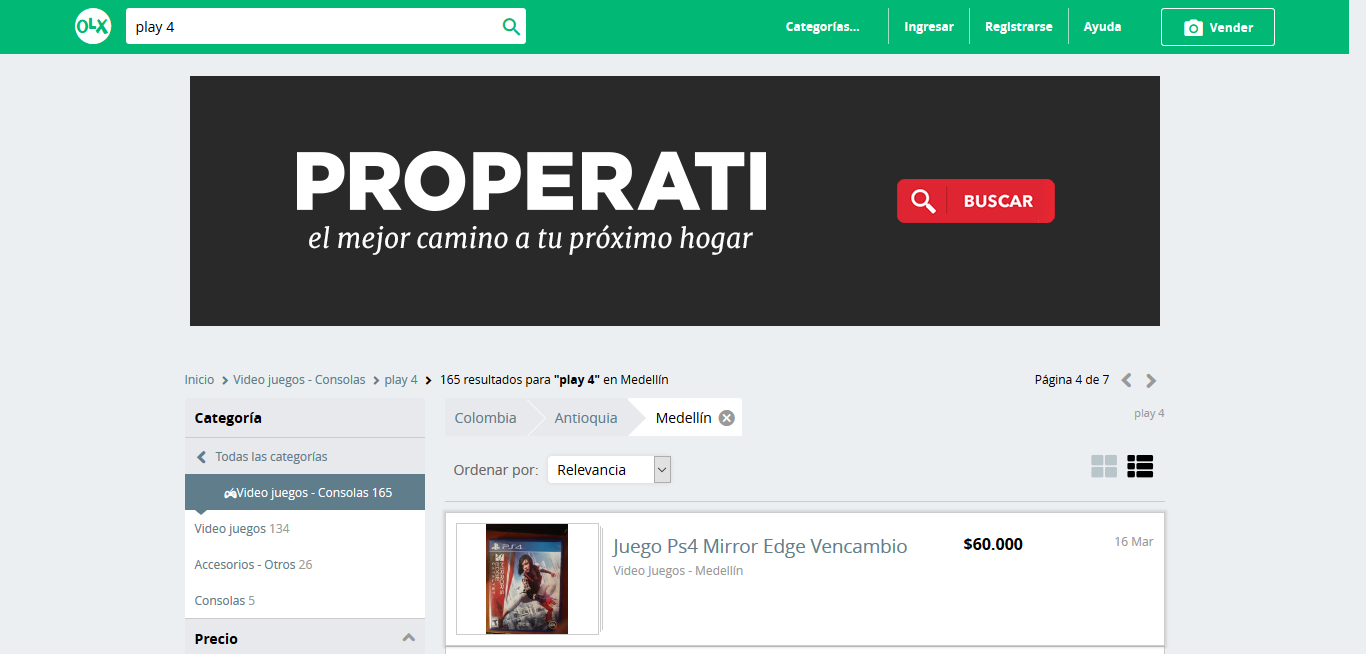 OLX
play 4
Categorías...
Ingresar
Registrarse
Ayuda
Vender
PROPERATI
el mejor camino a tu próximo hogar
BUSCAR
Inicio Video juegos - Consolas play 4 165 resultados para "play 4" en Medellín
Página 4 de 7
Categoría
Todas las categorías
Video juegos - Consolas 165
Video juegos 134
Accesorios - Otros 26
Consolas 5
Precio
Colombia Antioquia Medellín
play 4
Ordenar por: Relevancia
PS4
Juego Ps4 Mirror Edge Vencambio
$60.000
16 Mar
Video Juegos - Medellín